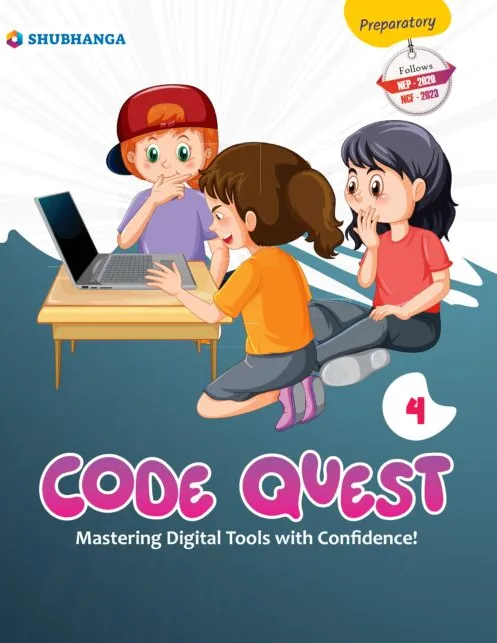 SHUBHANGA
Preparatory
Follows
NEP - 2020
NCF - 2023
4
CODE QUEST
Mastering Digital Tools with Confidence!